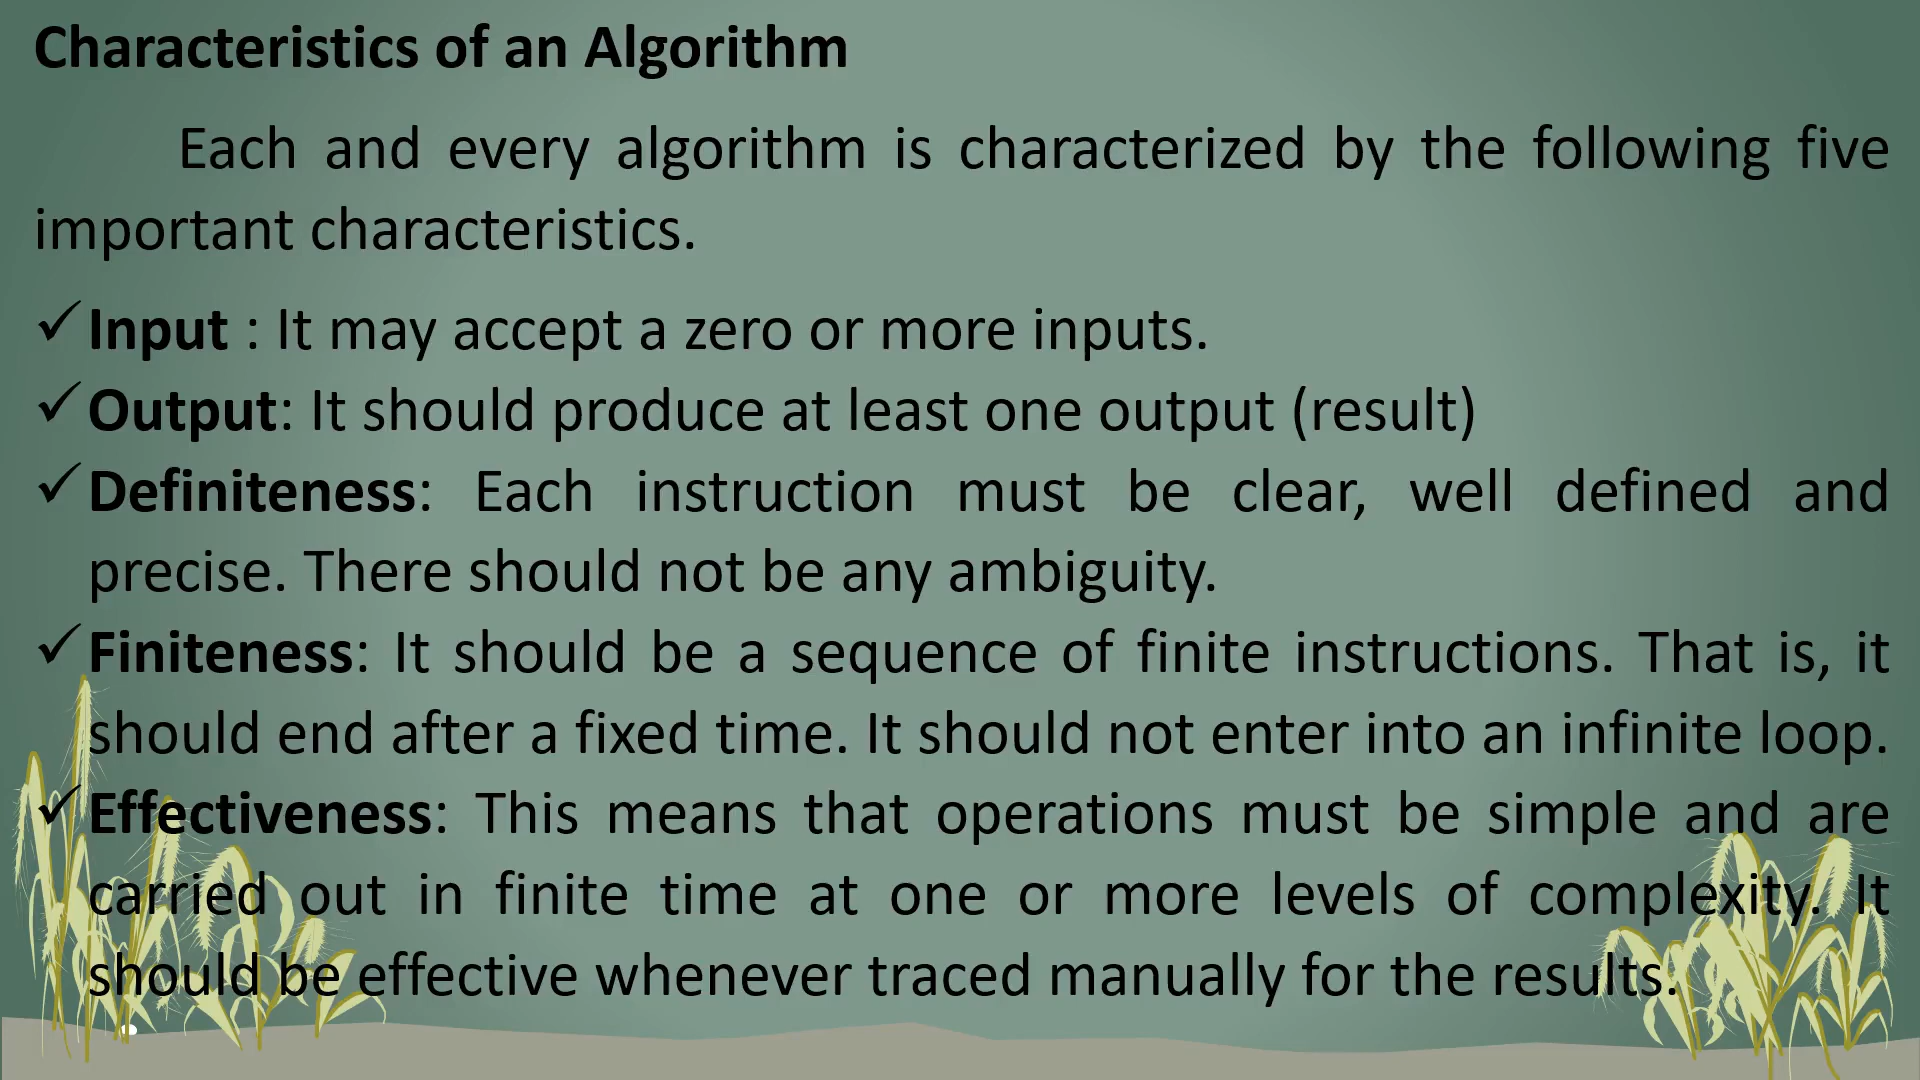 Characteristics of an Algorithm
Each and every algorithm is characterized by the following five
important characteristics.
✓Input : It may accept a zero or more inputs.
✓Output: It should produce at least one output (result)
✓Definiteness: Each instruction must be clear, well defined and
precise. There should not be any ambiguity.
✓Finiteness: It should be a sequence of finite instructions. That is, it
should end after a fixed time. It should not enter into an infinite loop.
✓Effectiveness: This means that operations must be simple and are
carried out in finite time at one or more levels of complexity. It
should be effective whenever traced manually for the results.